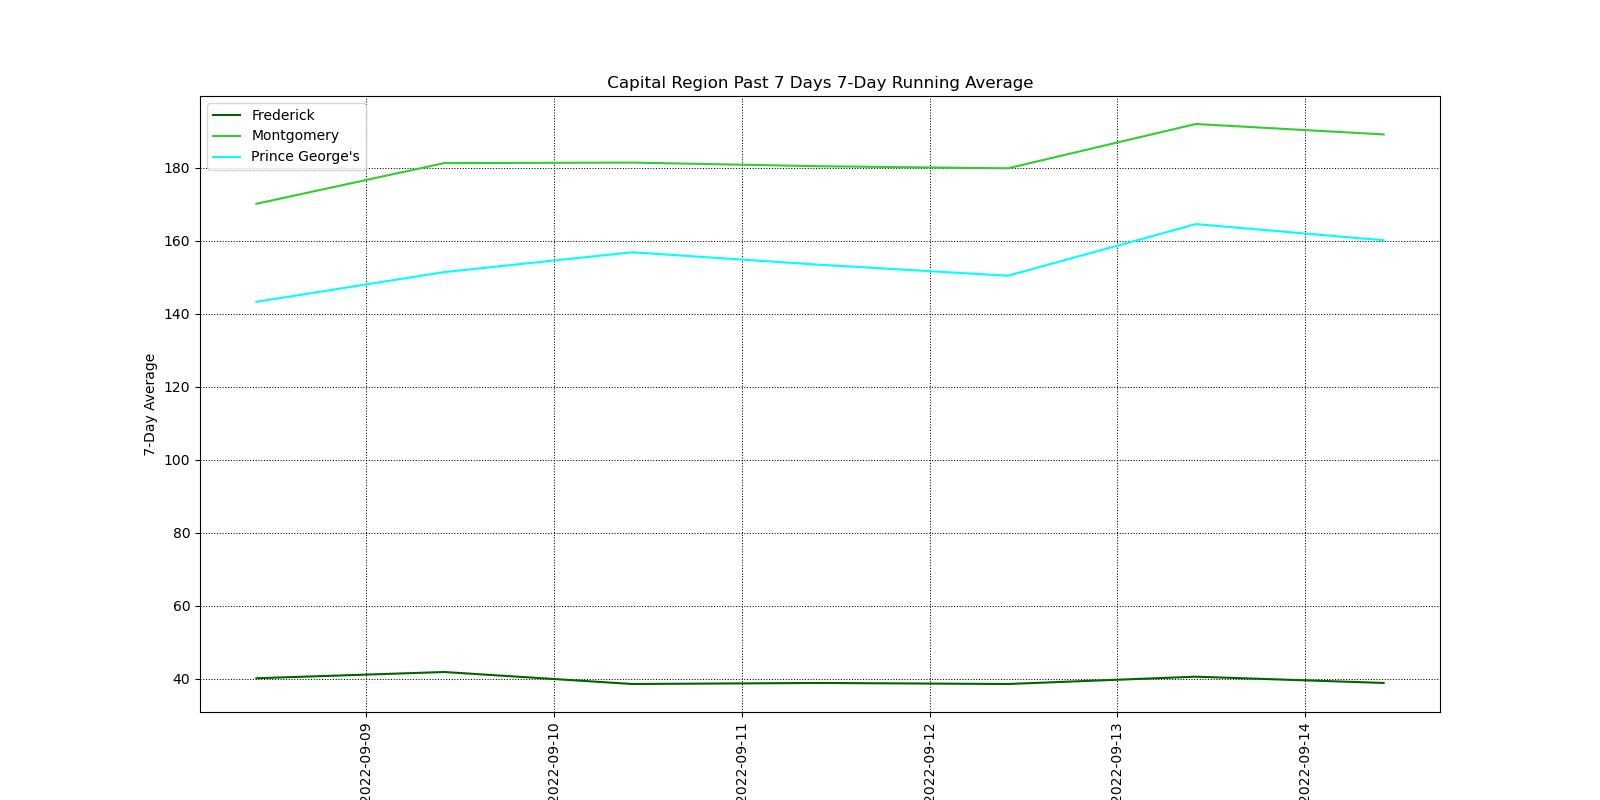 Capital Region Past 7 Days 7-Day Running Average
Frederick
Montgomery
Prince George's
180
160
140
120
100
80
60
40
7-Day Average
2022-09-09
2022-09-10
2022-09-11
2022-09-12
2022-09-13
2022-09-14